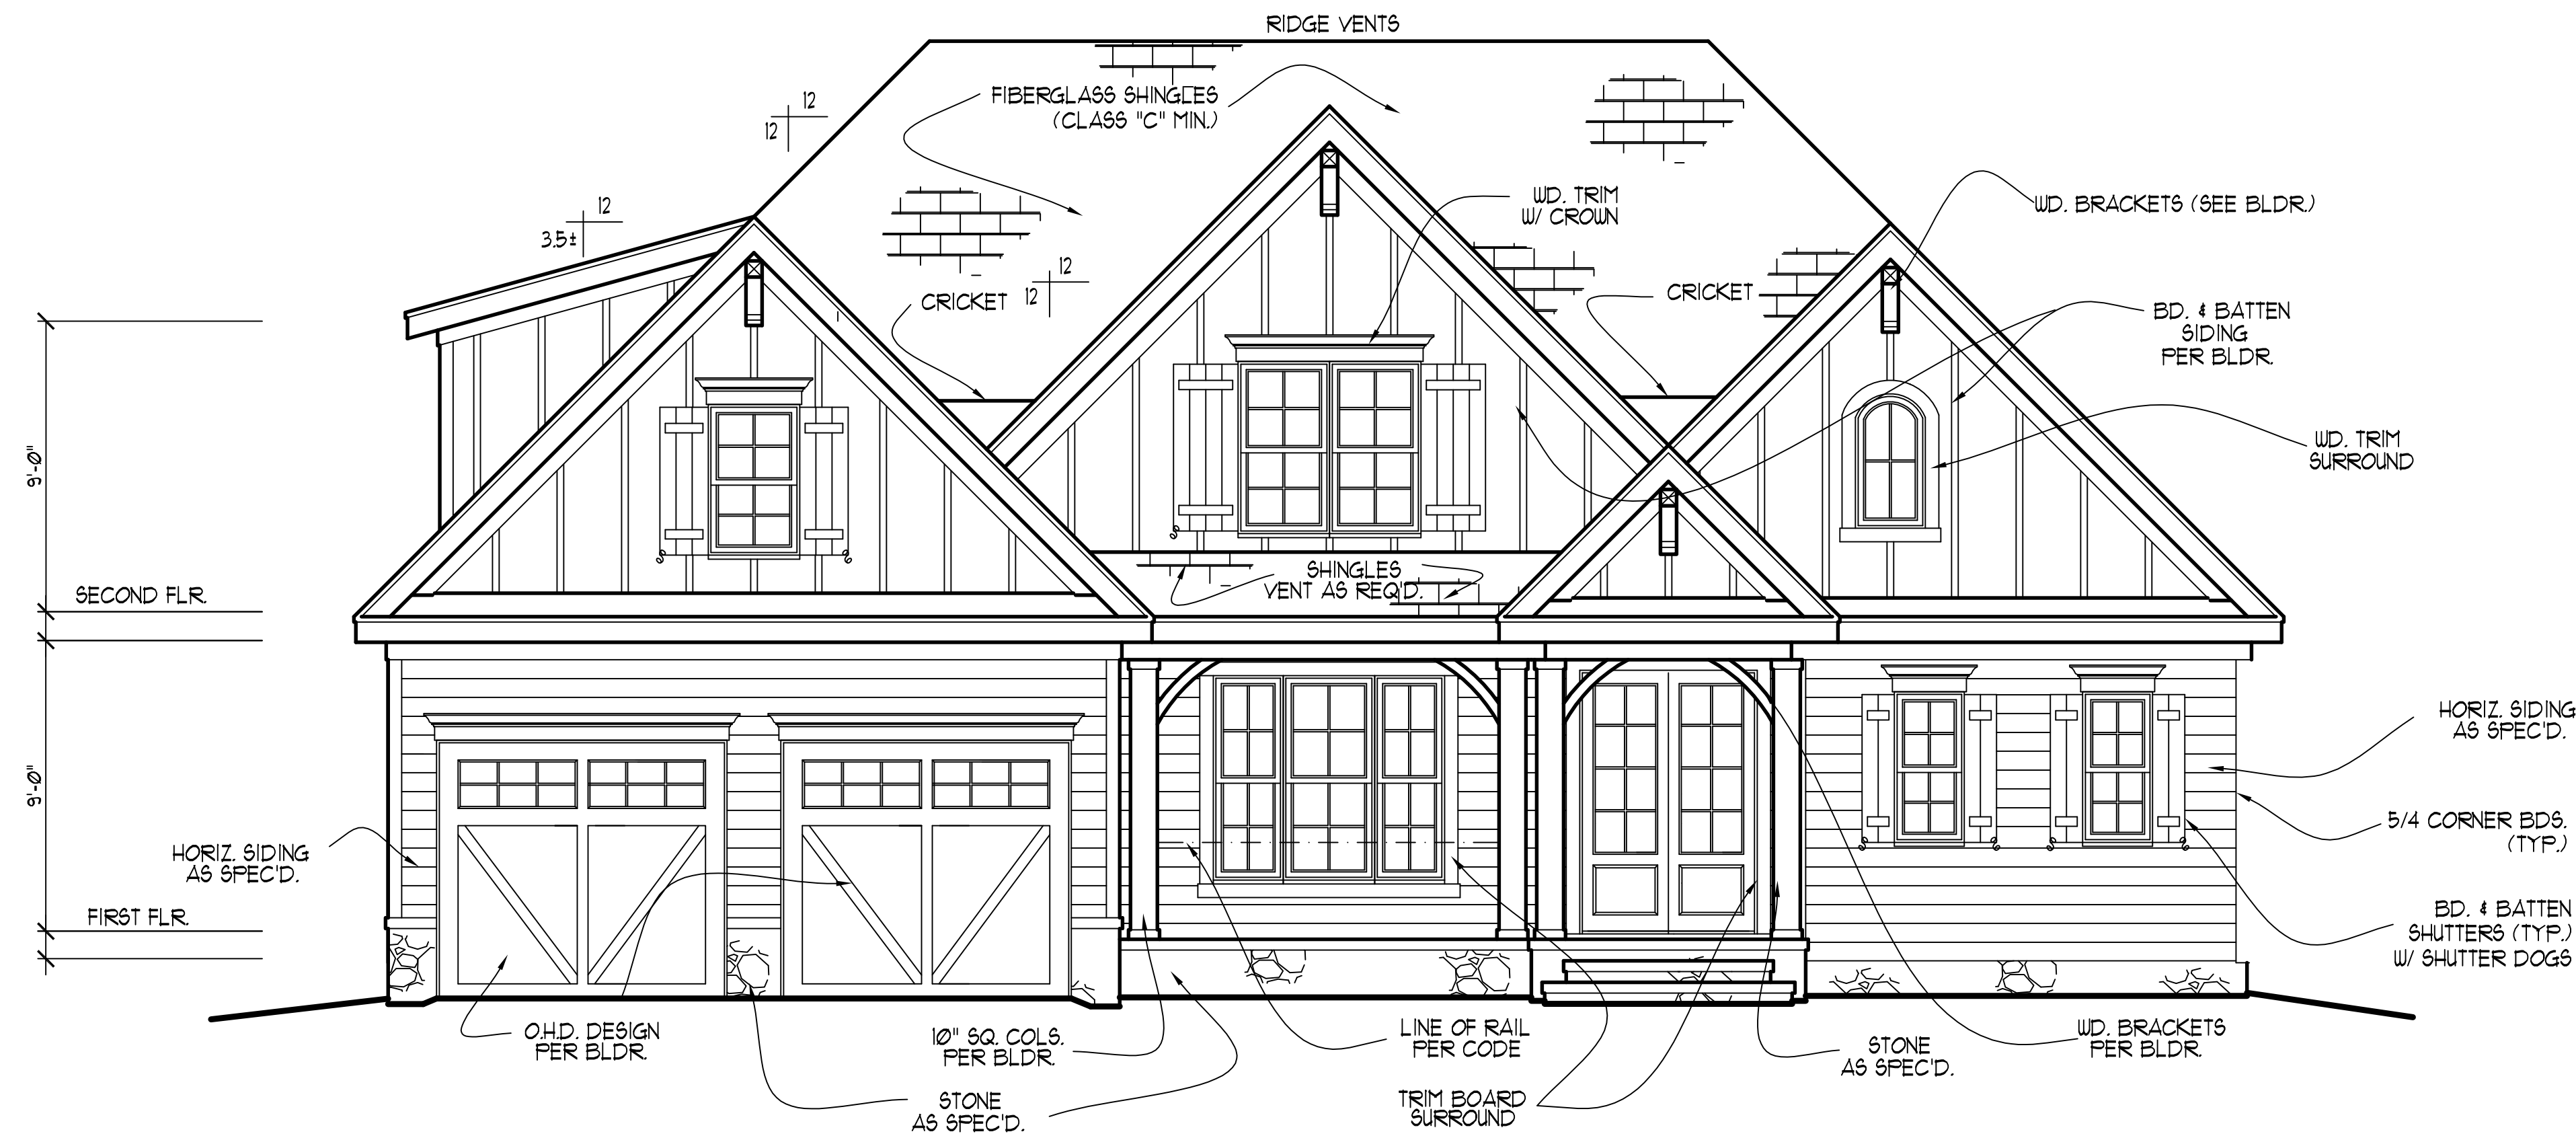 RIDGE VENTS
FIBERGLASS SHINGLES
(CLASS "C" MIN.)
12
12
12
3.5±
WD. TRIM
W/ CROWN
WD. BRACKETS (SEE BLDR.)
12
12
CRICKET
CRICKET
BD. & BATTEN
SIDING
PER BLDR.
WD. TRIM
SURROUND
9'-0"
SHINGLES
VENT AS REQ'D.
SECOND FLR.
9'-0"
HORIZ. SIDING
AS SPEC'D.
5/4 CORNER BDS.
(TYP.)
HORIZ. SIDING
AS SPEC'D.
FIRST FLR.
BD. & BATTEN
SHUTTERS (TYP.)
W/ SHUTTER DOGS
O.H.D. DESIGN
PER BLDR.
10" SQ. COLS.
PER BLDR.
LINE OF RAIL
PER CODE
STONE
AS SPEC'D.
WD. BRACKETS
PER BLDR.
STONE
AS SPEC'D.
TRIM BOARD
SURROUND